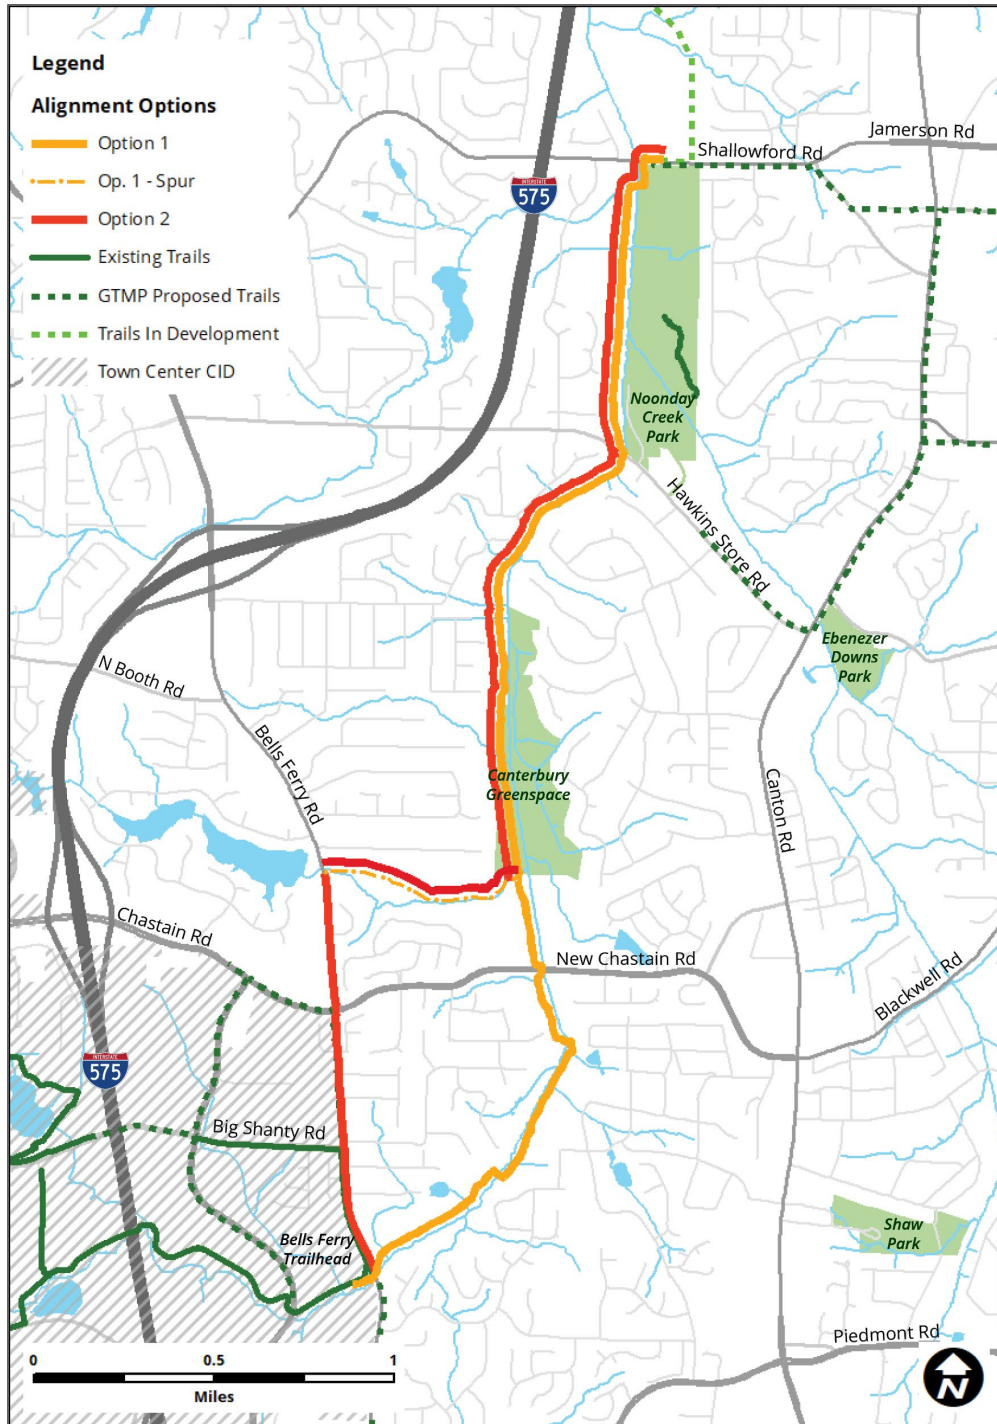 Legend
Alignment Options
Option 1
Op. 1 - Spur
Option 2
Existing Trails
GTMP Proposed Trails
Trails In Development
Town Center CID
Jamerson Rd
Shallowford Rd
INTERSTATE
575
Noonday
Creek
Park
Hawkins Store Rd
Ebenezer
Downs
Park
N Booth Rd
Bells Ferry Rd
Canterbury
Greenspace
Canton Rd
Chastain Rd
New Chastain Rd
Blackwell Rd
INTERSTATE
575
Big Shanty Rd
Bells Ferry
Trailhead
Shaw
Park
Piedmont Rd
0 0.5 1
Miles
N